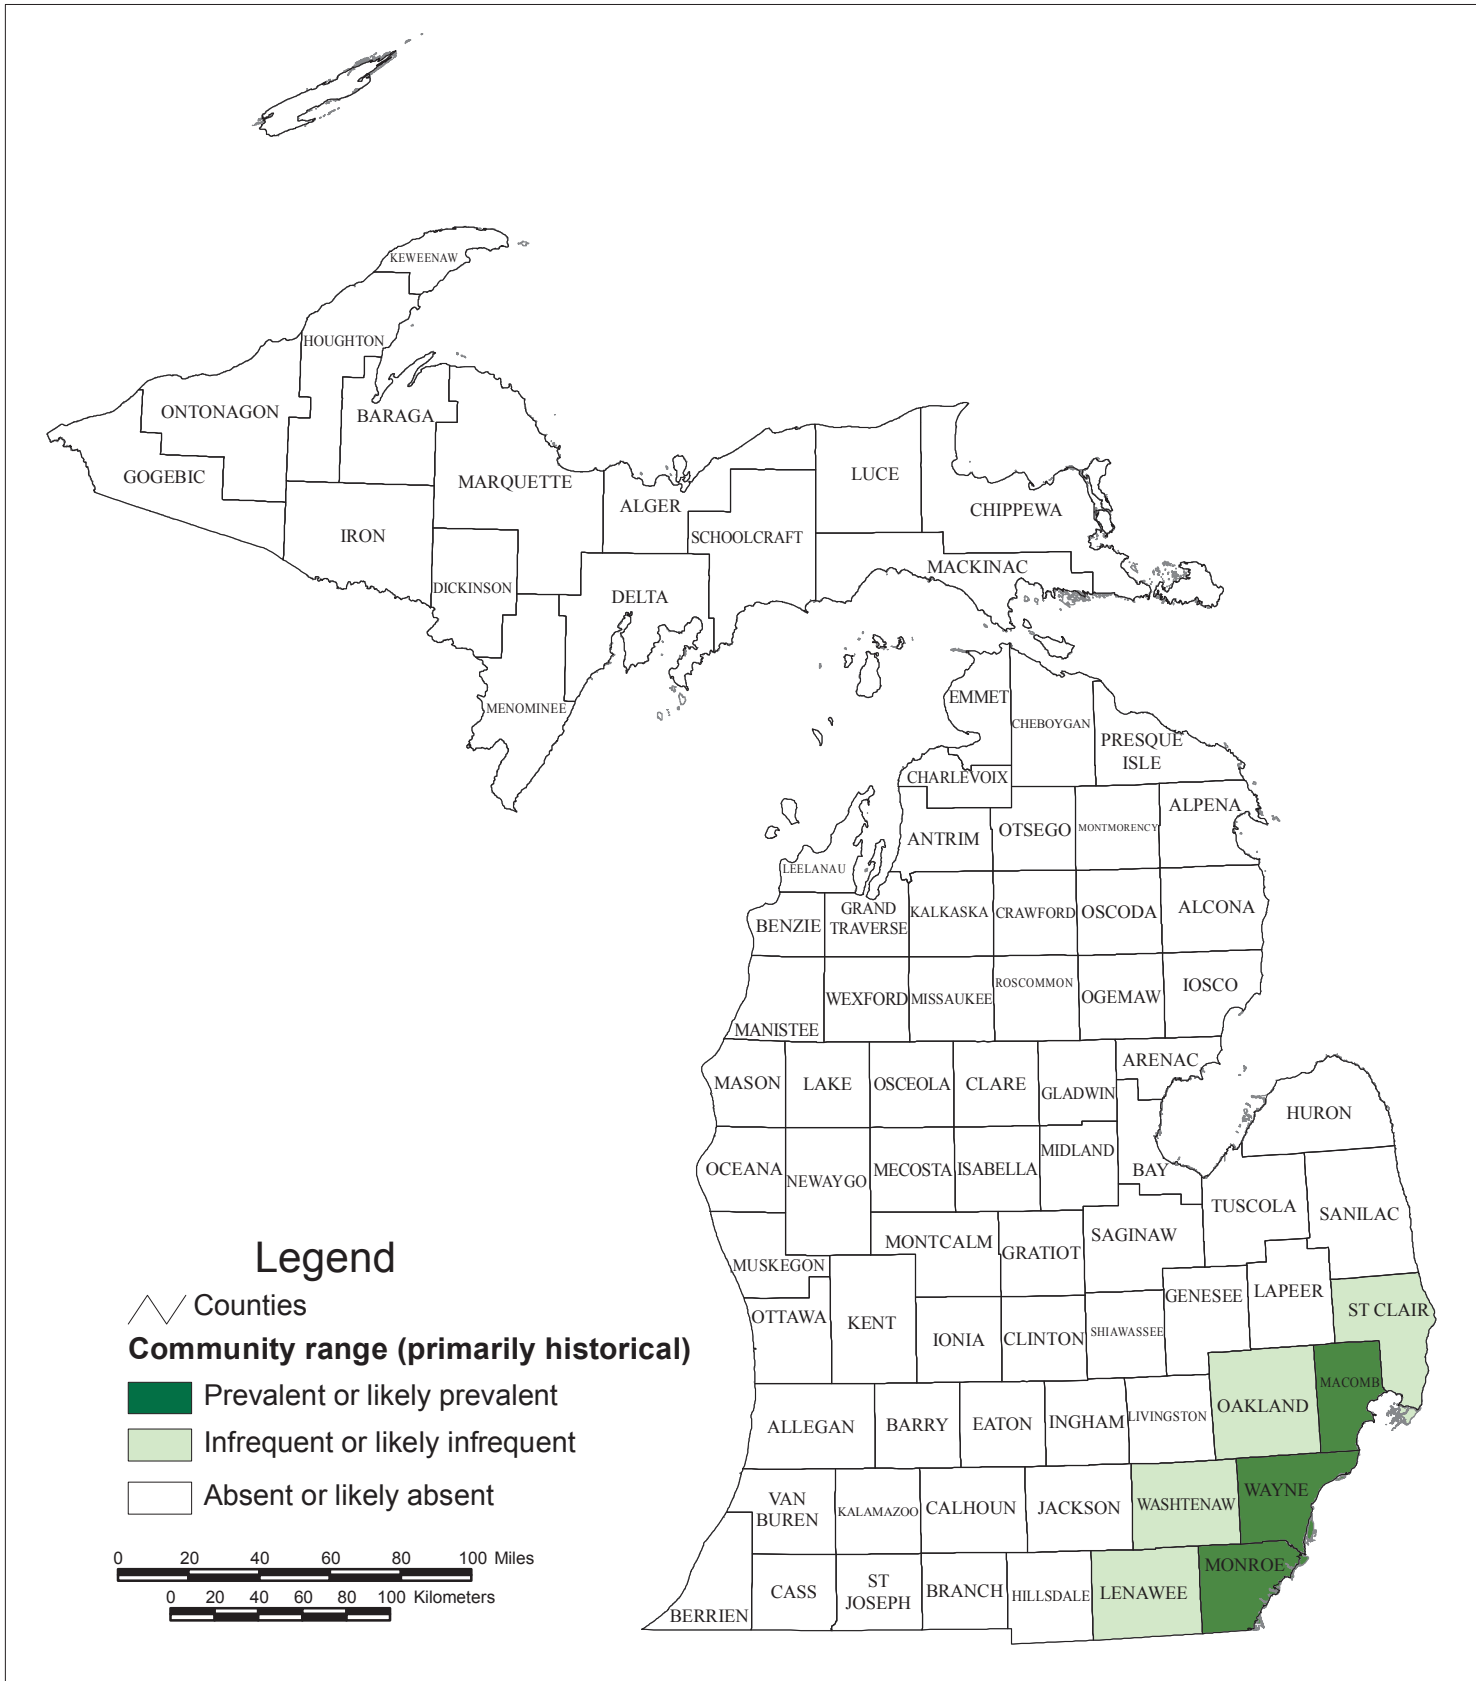 KEWEENAW
HOUGHTON
ONTONAGON
BARAGA
GOGEBIC
MARQUETTE
LUCE
ALGER
CHIPPEWA
IRON
SCHOOLCRAFT
MACKINAC
DICKINSON
DELTA
MENOMINEE
EMMET
CHEBOYGAN
PRESQUE
ISLE
CHARLEVOIX
ALPENA
ANTRIM
OTSEGO
MONTMORENCY
LEELANAU
BENZIE
GRAND
TRAVERSE
KALKASKA
CRAWFORD
OSCODA
ALCONA
MANISTEE
WEXFORD
MISSAUKEE
ROSCOMMON
OGEMAW
IOSCO
ARENAC
MASON
LAKE
OSCEOLA
CLARE
GLADWIN
HURON
OCEANA
NEWAYGO
MECOSTA
ISABELLA
MIDLAND
BAY
TUSCOLA
SANILAC
MUSKEGON
MONTCALM
GRATIOT
SAGINAW
GENESEE
LAPEER
ST CLAIR
OTTAWA
KENT
IONIA
CLINTON
SHIAWASSEE
OAKLAND
MACOMB
ALLEGAN
BARRY
EATON
INGHAM
LIVINGSTON
VAN
BUREN
KALAMAZOO
CALHOUN
JACKSON
WASHTENAW
WAYNE
BERRIEN
CASS
ST
JOSEPH
BRANCH
HILLSDALE
LENAWEE
MONROE
Legend
Counties
Community range (primarily historical)
Prevalent or likely prevalent
Infrequent or likely infrequent
Absent or likely absent
0 20 40 60 80 100 Miles
0 20 40 60 80 100 Kilometers